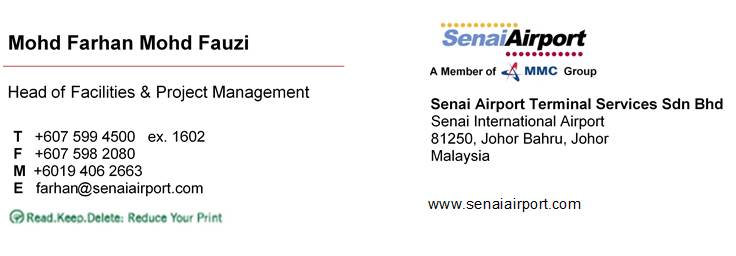 Mohd Farhan Mohd Fauzi
Head of Facilities & Project Management
T +607 599 4500 ex. 1602
F +607 598 2080
M +6019 406 2663
E farhan@senaiairport.com
Read.Keep.Delete: Reduce Your Print
SenaiAirport
A Member of MMC Group
Senai Airport Terminal Services Sdn Bhd
Senai International Airport
81250, Johor Bahru, Johor
Malaysia
www.senaiairport.com